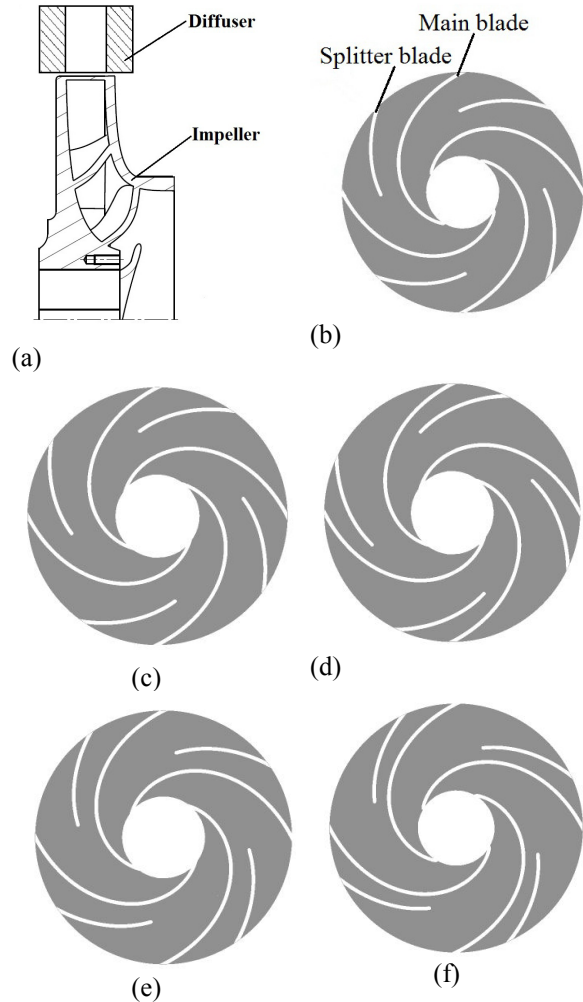 Diffuser
Main blade
Splitter blade
Impeller
(b)
(a)
(c)
(d)
(e)
(f)